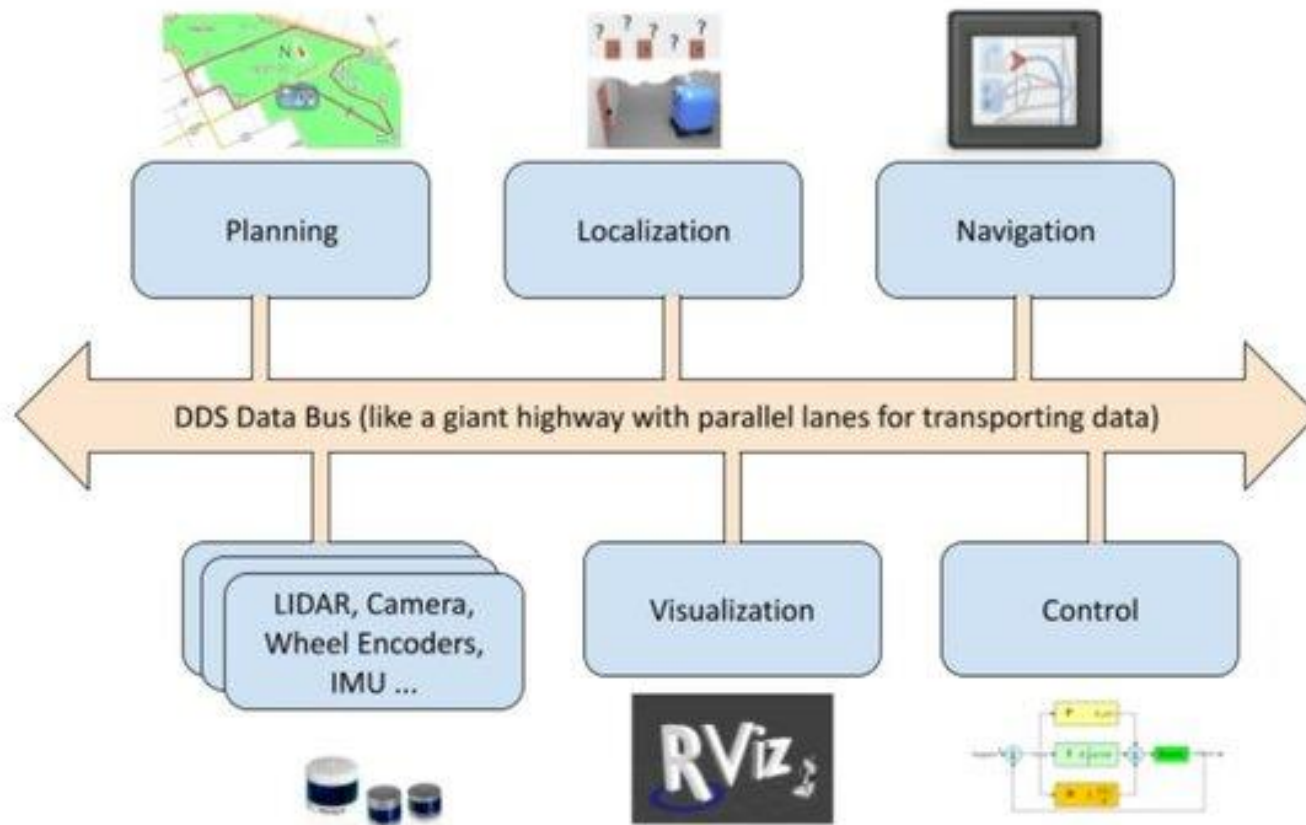 N
? ? ? ? ?
Planning
Localization
Navigation
DDS Data Bus (like a giant highway with parallel lanes for transporting data)
LIDAR, Camera,
Wheel Encoders,
IMU ...
Visualization
Control
RViz